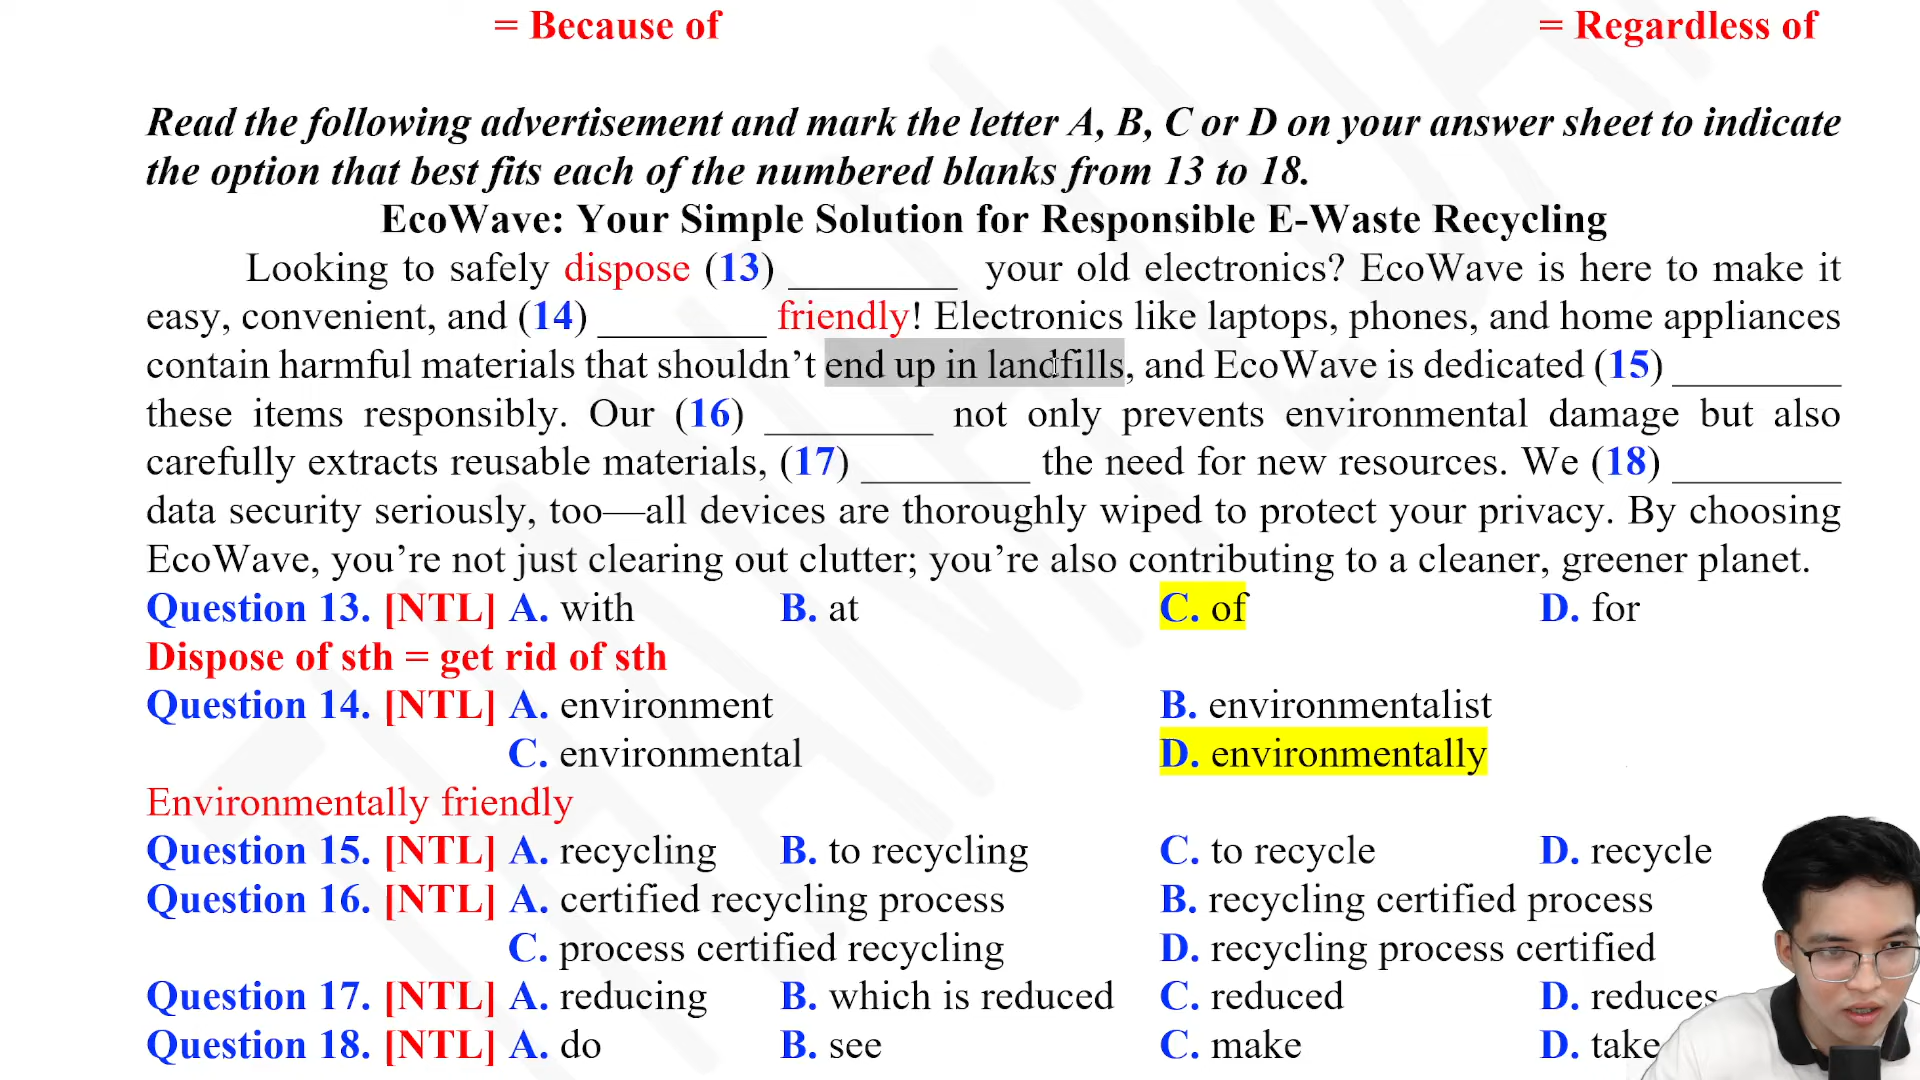 = Because of = Regardless of
Read the following advertisement and mark the letter A, B, C or D on your answer sheet to indicate
the option that best fits each of the numbered blanks from 13 to 18.
EcoWave: Your Simple Solution for Responsible E-Waste Recycling
Looking to safely dispose (13) ________ your old electronics? EcoWave is here to make it
easy, convenient, and (14) ________ friendly! Electronics like laptops, phones, and home appliances
contain harmful materials that shouldn’t end up in landfills, and EcoWave is dedicated (15) ________
these items responsibly. Our (16) ________ not only prevents environmental damage but also
carefully extracts reusable materials, (17) ________ the need for new resources. We (18) ________
data security seriously, too—all devices are thoroughly wiped to protect your privacy. By choosing
EcoWave, you’re not just clearing out clutter; you’re also contributing to a cleaner, greener planet.
Question 13. [NTL] A. with B. at C. of D. for
Dispose of sth = get rid of sth
Question 14. [NTL] A. environment B. environmentalist
C. environmental D. environmentally
Environmentally friendly
Question 15. [NTL] A. recycling B. to recycling C. to recycle D. recycle
Question 16. [NTL] A. certified recycling process B. recycling certified process
C. process certified recycling D. recycling process certified
Question 17. [NTL] A. reducing B. which is reduced C. reduced D. reduces
Question 18. [NTL] A. do B. see C. make D. take